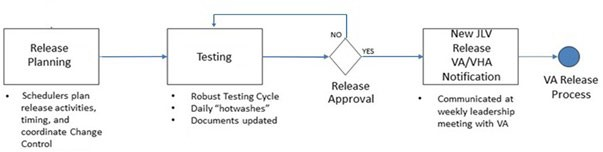 Release
Planning
Testing
NO
YES
Release
Approval
New JLV
Release
VA/VHA
Notification
VA Release
Process
• Schedulers plan
release activities,
timing, and
coordinate Change
Control
• Robust Testing Cycle
• Daily "hotwashes"
• Documents updated
• Communicated at
weekly leadership
meeting with VA